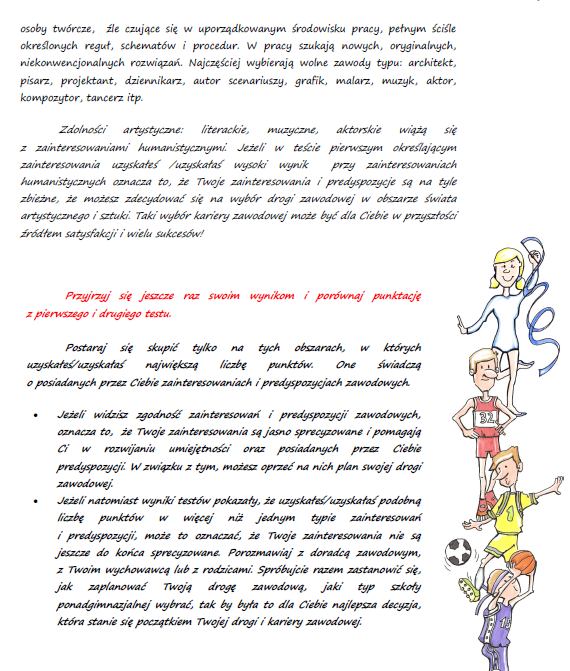 osoby twórcze, źle czujące się w uporządkowanym środowisku pracy, pełnym ściśle
określonych reguł, schematów i procedur. W pracy szukają nowych, oryginalnych,
niekonwencjonalnych rozwiązań. Najczęściej wybierają wolne zawody typu: architekt,
pisarz, projektant, dziennikarz, autor scenariuszy, grafik, malarz, muzyk, aktor,
kompozytor, tancerz itp.
Zdolności artystyczne: literackie, muzyczne, aktorskie wiążą się
z zainteresowaniami humanistycznymi. Jeżeli w teście pierwszym określającym
zainteresowania uzyskałeś /uzyskałaś wysoki wynik przy zainteresowaniach
humanistycznych oznacza to, że Twoje zainteresowania i predyspozycje są na tyle
zbieżne, że możesz zdecydować się na wybór drogi zawodowej w obszarze świata
artystycznego i sztuki. Taki wybór kariery zawodowej może być dla Ciebie w przyszłości
źródłem satysfakcji i wielu sukcesów!
Przyjrzyj się jeszcze raz swoim wynikom i porównaj punktację
z pierwszego i drugiego testu.
Postaraj się skupić tylko na tych obszarach, w których
uzyskałeś/uzyskałaś największą liczbę punktów. One świadczą
o posiadanych przez Ciebie zainteresowaniach i predyspozycjach zawodowych.
• Jeżeli widzisz zgodność zainteresowań i predyspozycji zawodowych,
oznacza to, że Twoje zainteresowania są jasno sprecyzowane i pomagają
Ci w rozwijaniu umiejętności oraz posiadanych przez Ciebie
predyspozycji. W związku z tym, możesz oprzeć na nich plan swojej drogi
zawodowej.
• Jeżeli natomiast wyniki testów pokazały, że uzyskałeś/uzyskałaś podobną
liczbę punktów w więcej niż jednym typie zainteresowań
i predyspozycji, może to oznaczać, że Twoje zainteresowania nie są
jeszcze do końca sprecyzowane. Porozmawiaj z doradcą zawodowym,
z Twoim wychowawcą lub z rodzicami. Spróbujcie razem zastanowić się,
jak zaplanować Twoją drogę zawodową, jaki typ szkoły
ponadgimnazjalnej wybrać, tak by była to dla Ciebie najlepsza decyzja,
która stanie się początkiem Twojej drogi i kariery zawodowej.
32